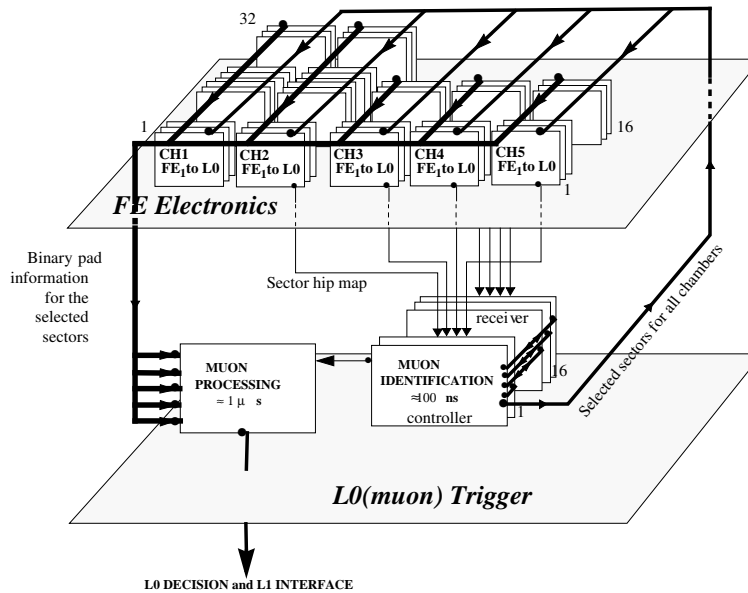 32
1
16
CH1
FE1to L0
CH2
FE1to L0
CH3
FE1to L0
CH4
FE1to L0
CH5
FE1to L0
1
FE Electronics
Binary pad
information
for the
selected
sectors
Sector hip map
Selected sectors for all chambers
receiver
16
MUON
PROCESSING
≈ 1 μ s
MUON
IDENTIFICATION
≈100 ns
controller
1
L0(muon) Trigger
L0 DECISION and L1 INTERFACE